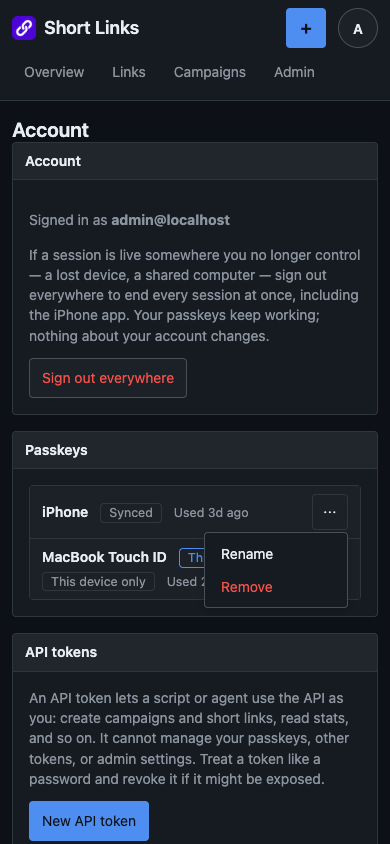 Short Links
+
A
Overview Links Campaigns Admin
Account
Account
Signed in as admin@localhost
If a session is live somewhere you no longer control
— a lost device, a shared computer — sign out
everywhere to end every session at once, including
the iPhone app. Your passkeys keep working;
nothing about your account changes.
Sign out everywhere
Passkeys
iPhone Synced Used 3d ago ...
MacBook Touch ID
This device only Used
Rename
Remove
API tokens
An API token lets a script or agent use the API as
you: create campaigns and short links, read stats,
and so on. It cannot manage your passkeys, other
tokens, or admin settings. Treat a token like a
password and revoke it if it might be exposed.
New API token